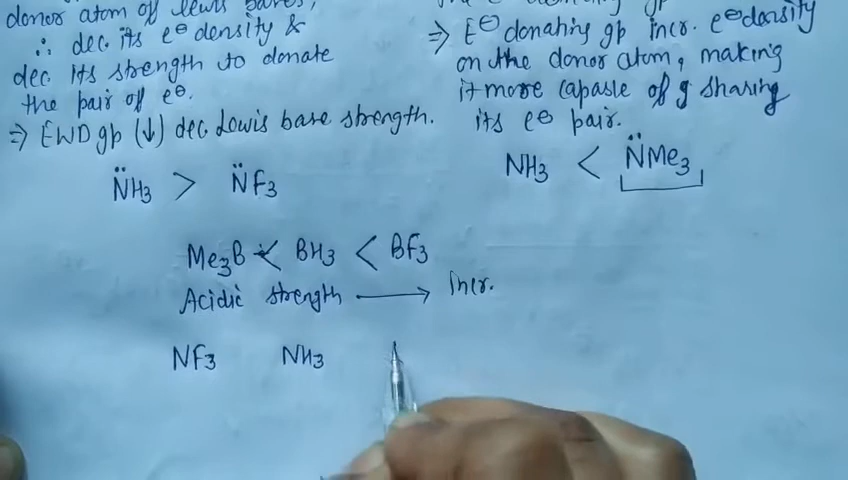 donor atom of lewis bases,
∴ dec. its e⊖ density &
dec its strength to donate
the pair of e⊖.
⇒ EWD gp (↓) dec. Lewis base strength.
N̈H3 > N̈F3
gp
⇒ E⊖ donating gp incr. e⊖ density
on the donor atom, making
it more capable of sharing
its e⊖ pair.
NH3 < N̈Me3
Me3B < BH3 < BF3
Acidic strength ⟶ Incr.
NF3 NH3